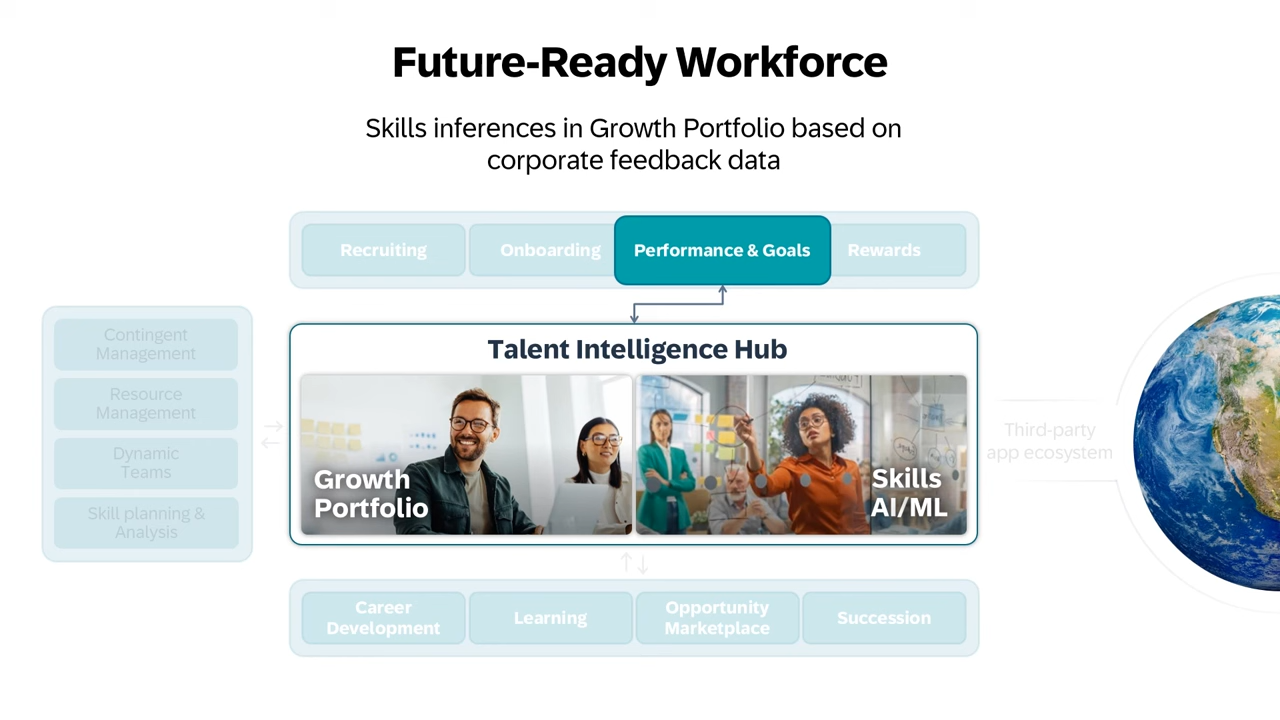 Future-Ready Workforce
Skills inferences in Growth Portfolio based on
corporate feedback data
Recruiting
Onboarding
Performance & Goals
Rewards
Contingent
Management
Resource
Management
Dynamic
Teams
Skill planning &
Analysis
Talent Intelligence Hub
Growth
Portfolio
Skills
AI/ML
Third-party
app ecosystem
Career
Development
Learning
Opportunity
Marketplace
Succession